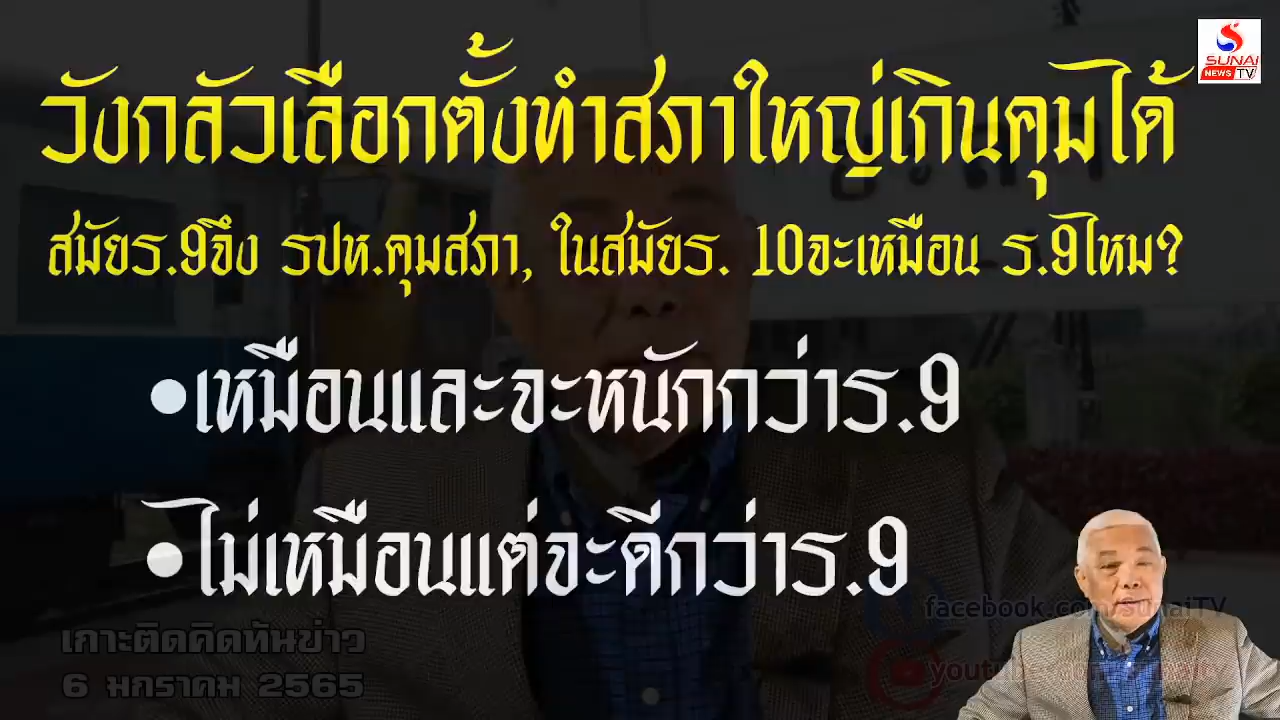 SUNAI
NEWS TV
วังกลัวเลือกตั้งทำสภาใหญ่เกินคุมได้
สมัยร.9จึง รปห.คุมสภา, ในสมัยร. 10จะเหมือน ร.9ไหม?
•เหมือนและจะหนักกว่าร.9
•ไม่เหมือนแต่จะดีกว่าร.9
facebook.com/SunaiTV
เกาะติดคิดทันข่าว
6 มกราคม 2565